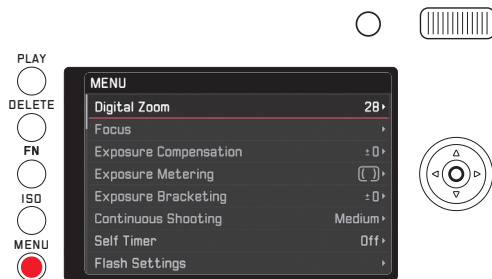 PLAY
DELETE
FN
ISO
MENU
MENU
Digital Zoom 28
Focus
Exposure Compensation ±0
Exposure Metering
Exposure Bracketing ±0
Continuous Shooting Medium
Self Timer Off
Flash Settings